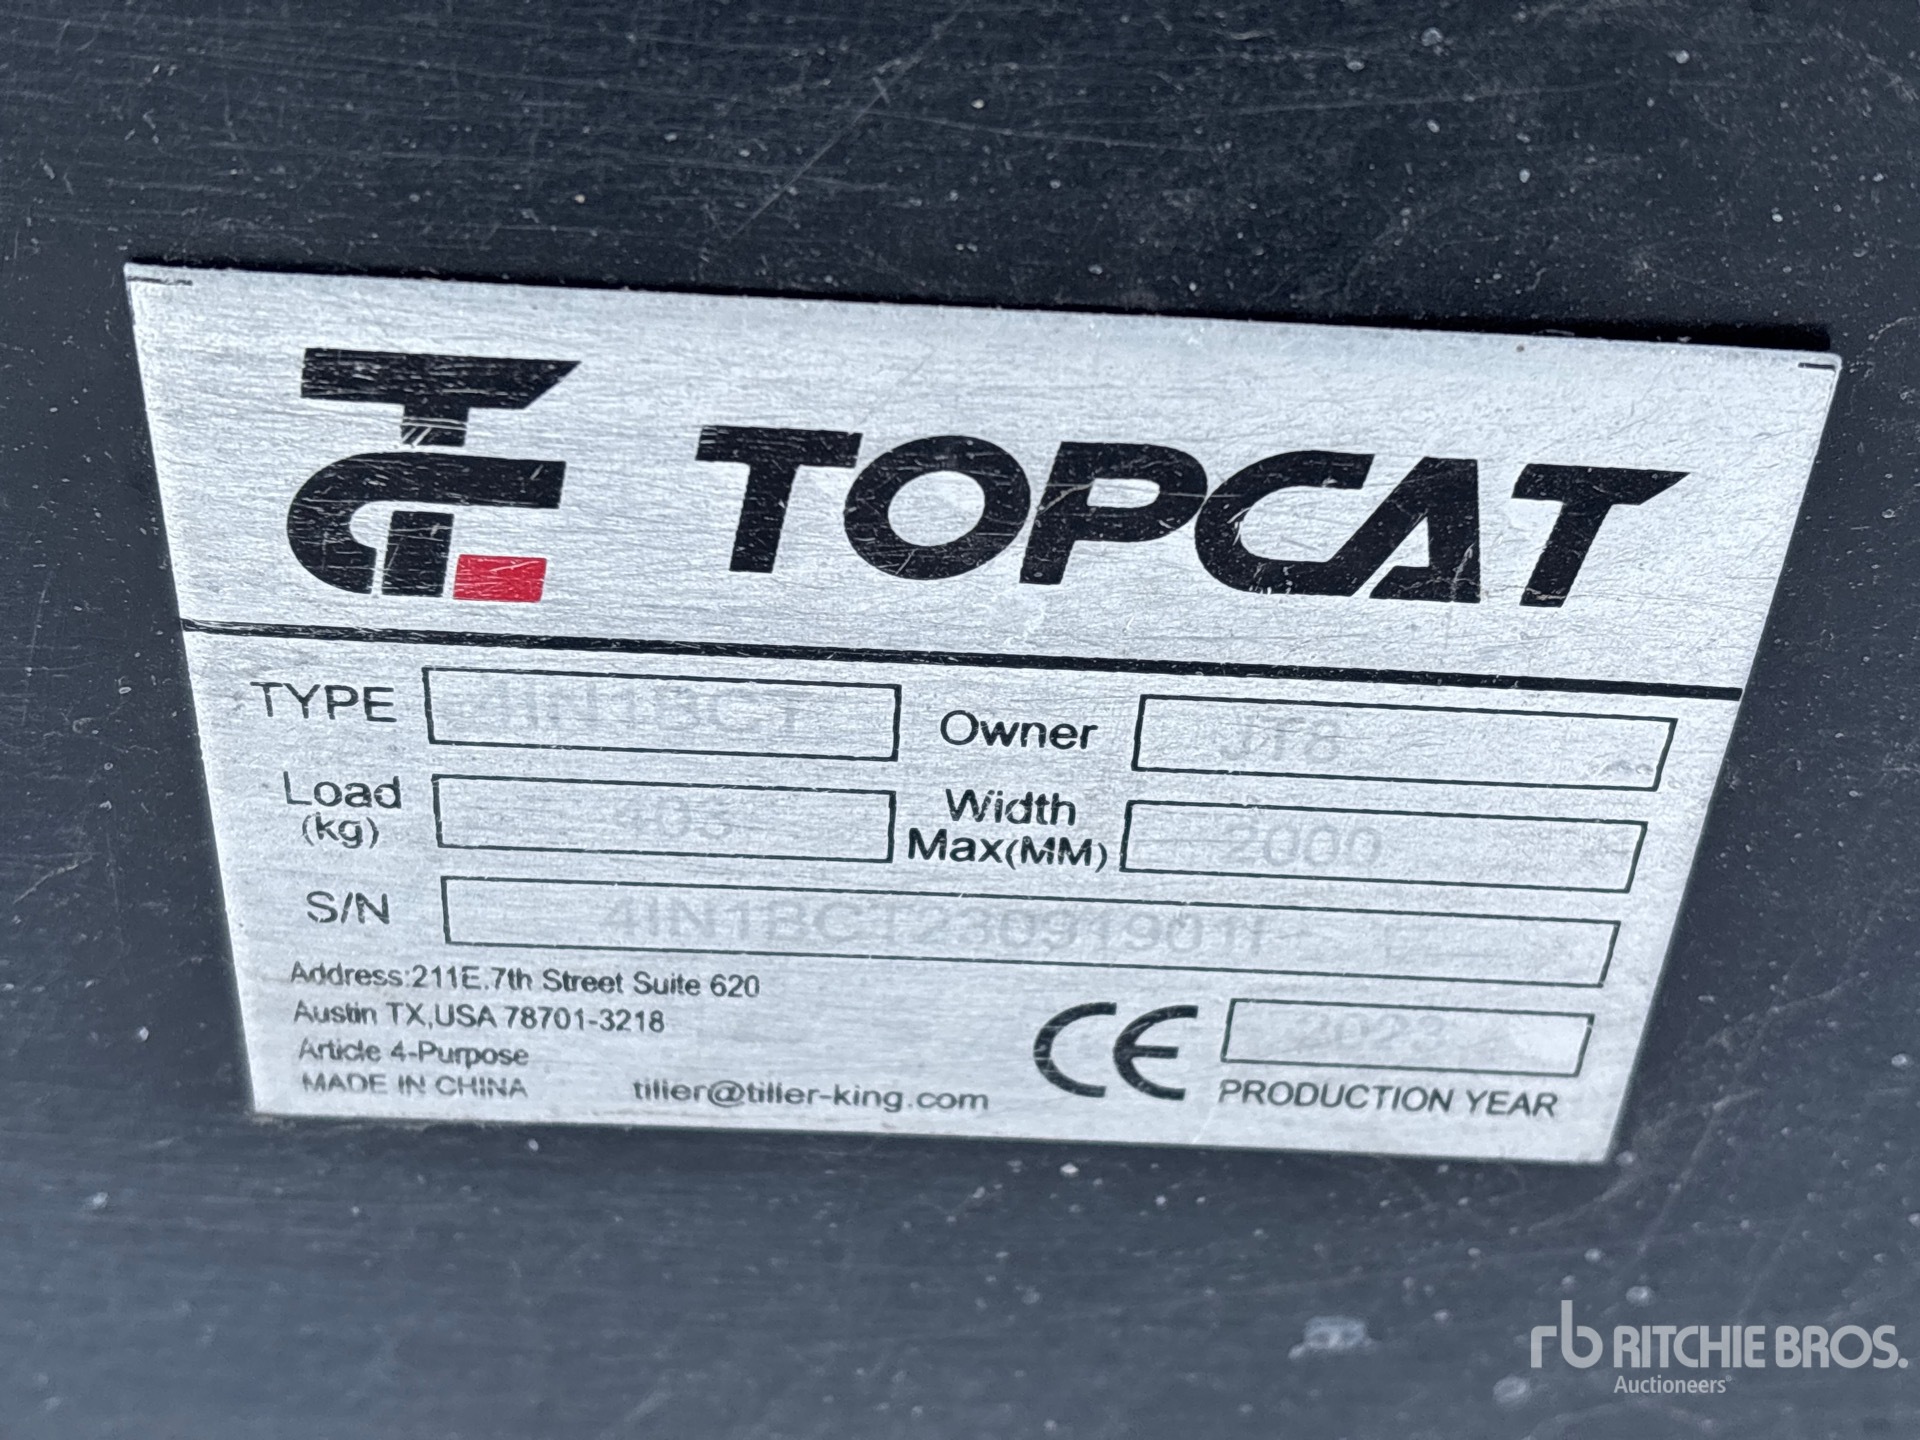 TOPCAT
TYPE 4IN1BCT Owner JT8
Load (kg) 403 Width Max(MM) 2000
S/N 4IN1BCT23091901I
Address:211E.7th Street Suite 620
Austin TX,USA 78701-3218
Article 4-Purpose
MADE IN CHINA
tiller@tiller-king.com
CE 2023
PRODUCTION YEAR
rb RITCHIE BROS.
Auctioneers